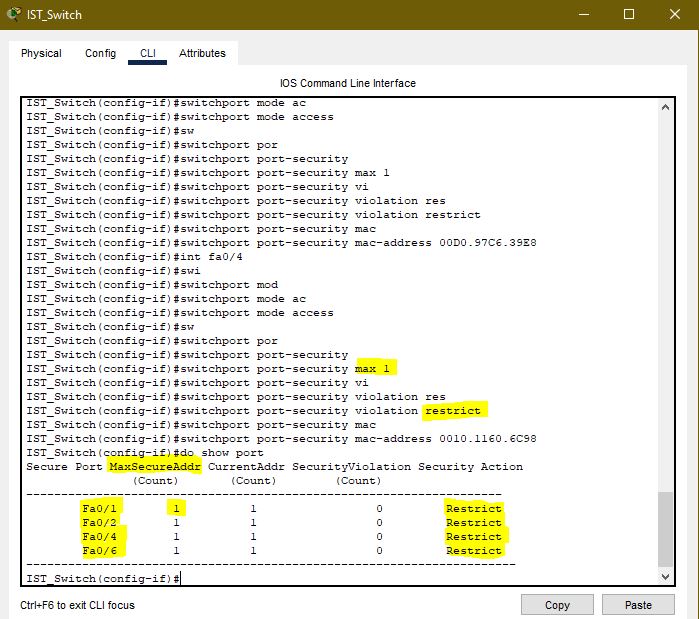 IST_Switch
Physical Config CLI Attributes
IOS Command Line Interface
IST_Switch(config-if)#switchport mode ac
IST_Switch(config-if)#switchport mode access
IST_Switch(config-if)#sw
IST_Switch(config-if)#switchport por
IST_Switch(config-if)#switchport port-security
IST_Switch(config-if)#switchport port-security max 1
IST_Switch(config-if)#switchport port-security vi
IST_Switch(config-if)#switchport port-security violation res
IST_Switch(config-if)#switchport port-security violation restrict
IST_Switch(config-if)#switchport port-security mac
IST_Switch(config-if)#switchport port-security mac-address 00D0.97C6.39E8
IST_Switch(config-if)#int fa0/4
IST_Switch(config-if)#swi
IST_Switch(config-if)#switchport mod
IST_Switch(config-if)#switchport mode ac
IST_Switch(config-if)#switchport mode access
IST_Switch(config-if)#sw
IST_Switch(config-if)#switchport por
IST_Switch(config-if)#switchport port-security
IST_Switch(config-if)#switchport port-security max 1
IST_Switch(config-if)#switchport port-security vi
IST_Switch(config-if)#switchport port-security violation res
IST_Switch(config-if)#switchport port-security violation restrict
IST_Switch(config-if)#switchport port-security mac
IST_Switch(config-if)#switchport port-security mac-address 0010.1160.6C98
IST_Switch(config-if)#do show port
Secure Port MaxSecureAddr CurrentAddr SecurityViolation Security Action
(Count) (Count) (Count)
--------------------------------------------------------------------
Fa0/1 1 1 0 Restrict
Fa0/2 1 1 0 Restrict
Fa0/4 1 1 0 Restrict
Fa0/6 1 1 0 Restrict
----------------------------------------------------------------------
IST_Switch(config-if)#
Ctrl+F6 to exit CLI focus
Copy Paste